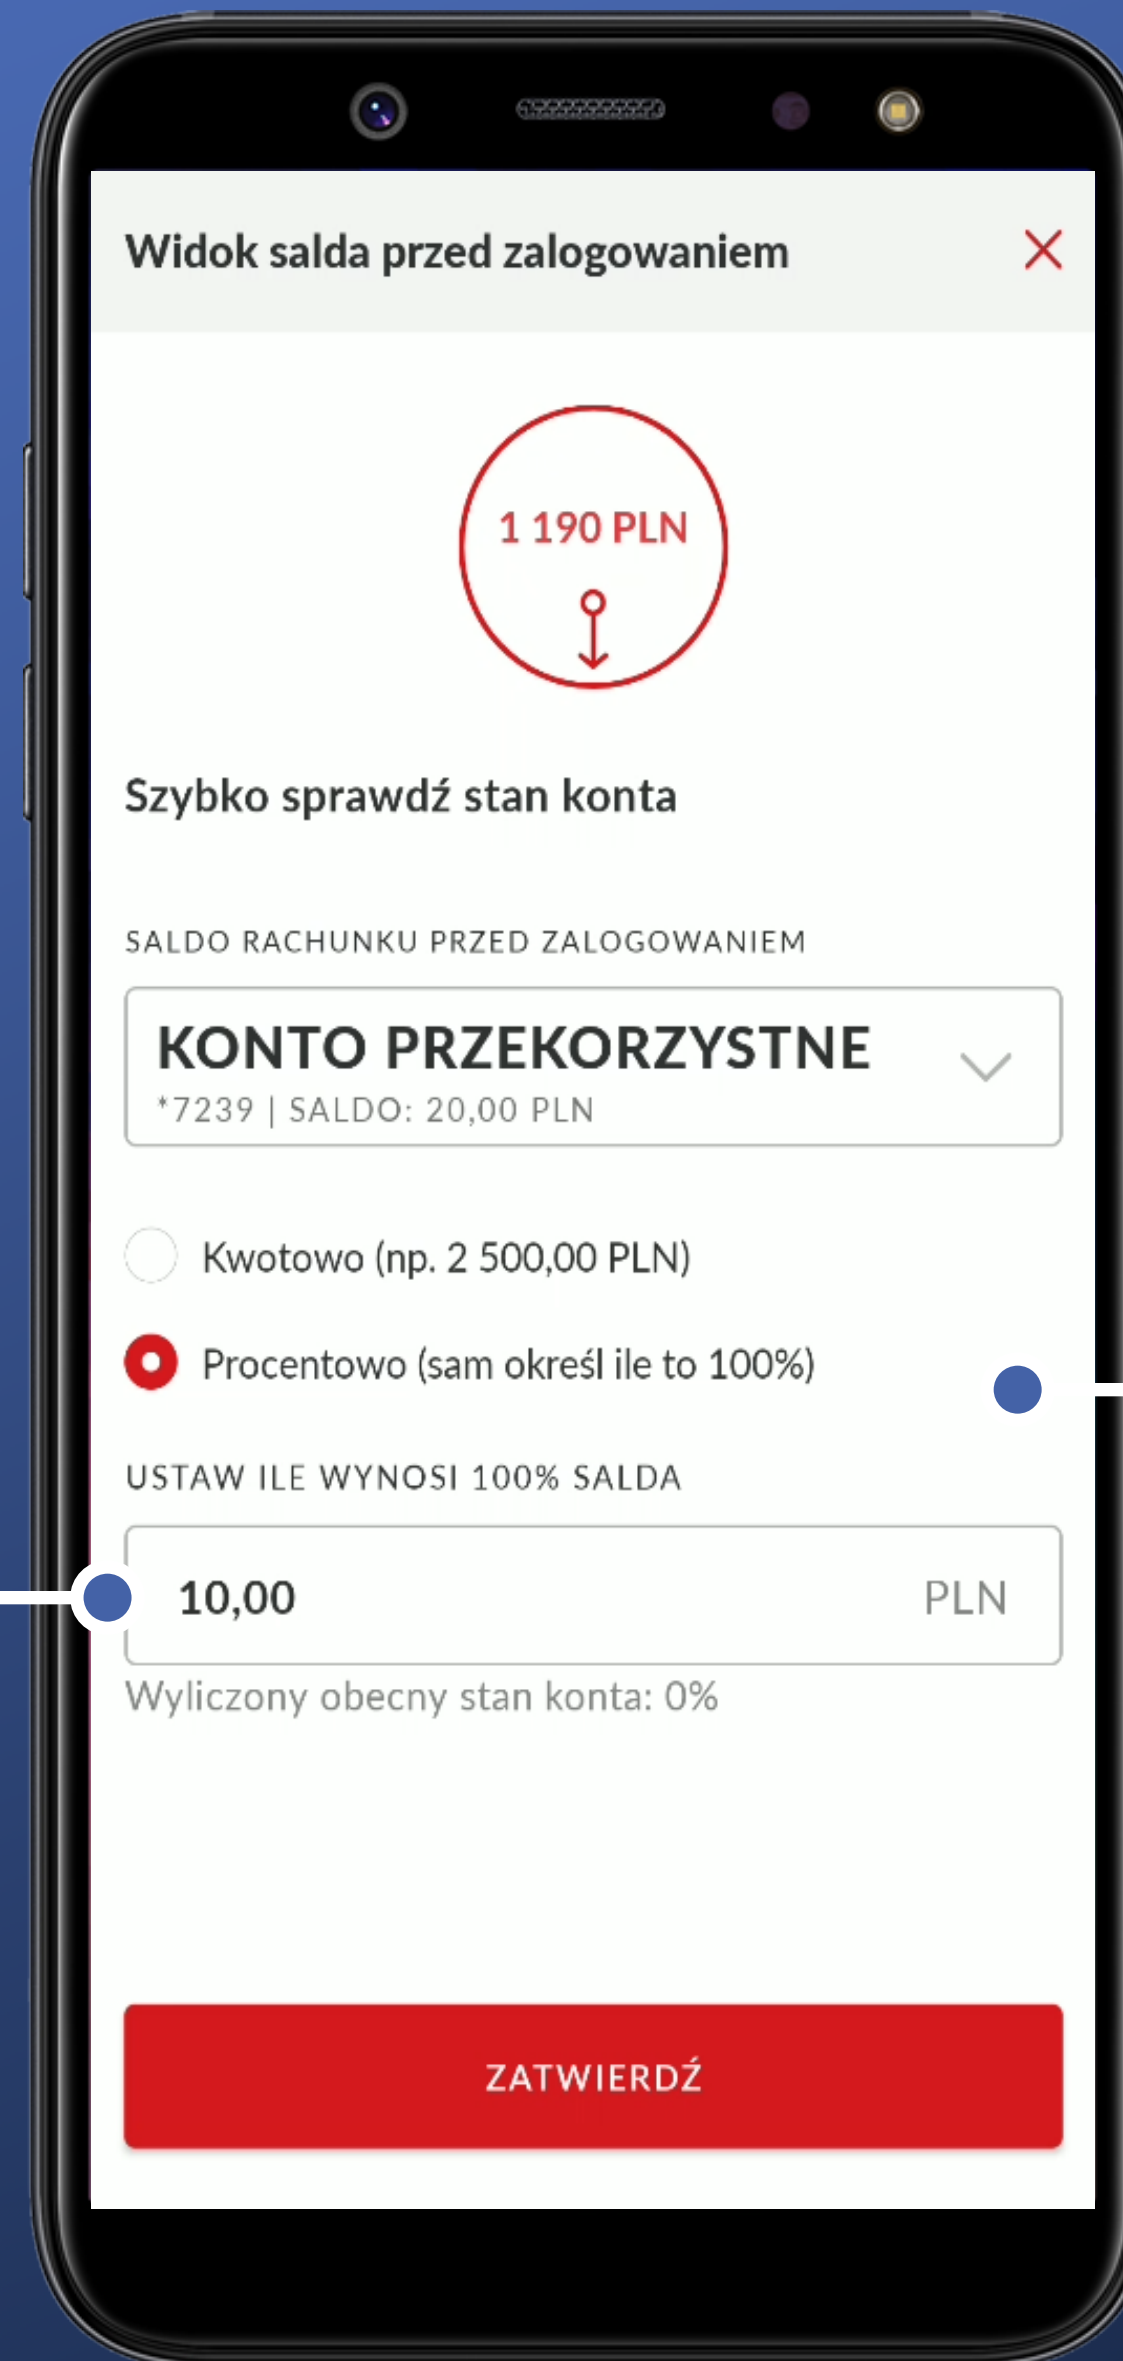 Widok salda przed zalogowaniem
1 190 PLN
Szybko sprawdź stan konta
SALDO RACHUNKU PRZED ZALOGOWANIEM
KONTO PRZEKORZYSTNE
*7239 | SALDO: 20,00 PLN
Kwotowo (np. 2 500,00 PLN)
Procentowo (sam określ ile to 100%)
USTAW ILE WYNOSI 100% SALDA
10,00 PLN
Wyliczony obecny stan konta: 0%
ZATWIERDŹ